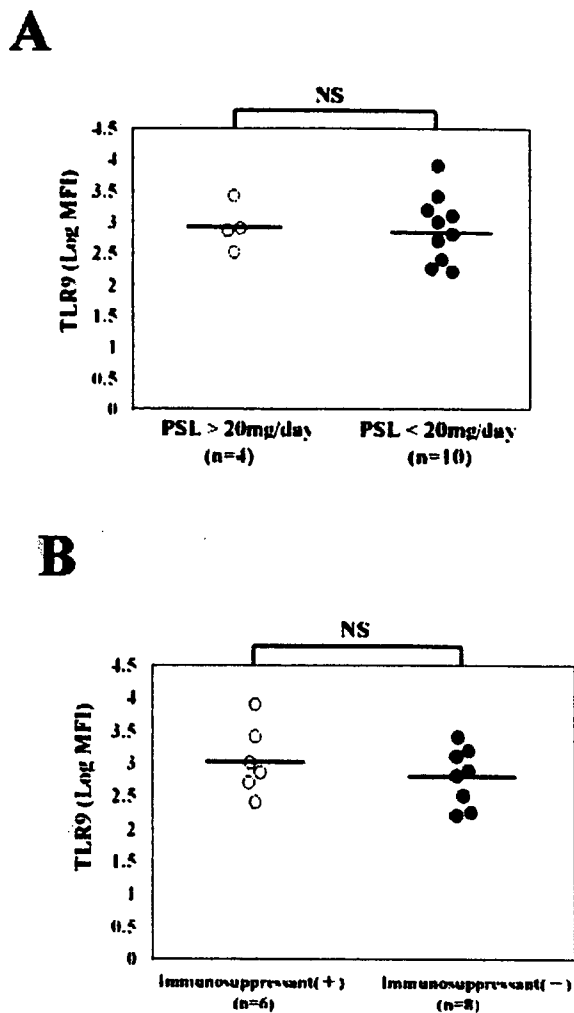 A
NS
TLR9 (Log MFI)
4.5
4
3.5
3
2.5
2
1.5
1
0.5
0
PSL > 20mg/day
(n=4)
PSL < 20mg/day
(n=10)
B
NS
TLR9 (Log MFI)
4.5
4
3.5
3
2.5
2
1.5
1
0.5
0
Immunosuppressant(+)
(n=6)
Immunosuppressant(−)
(n=8)